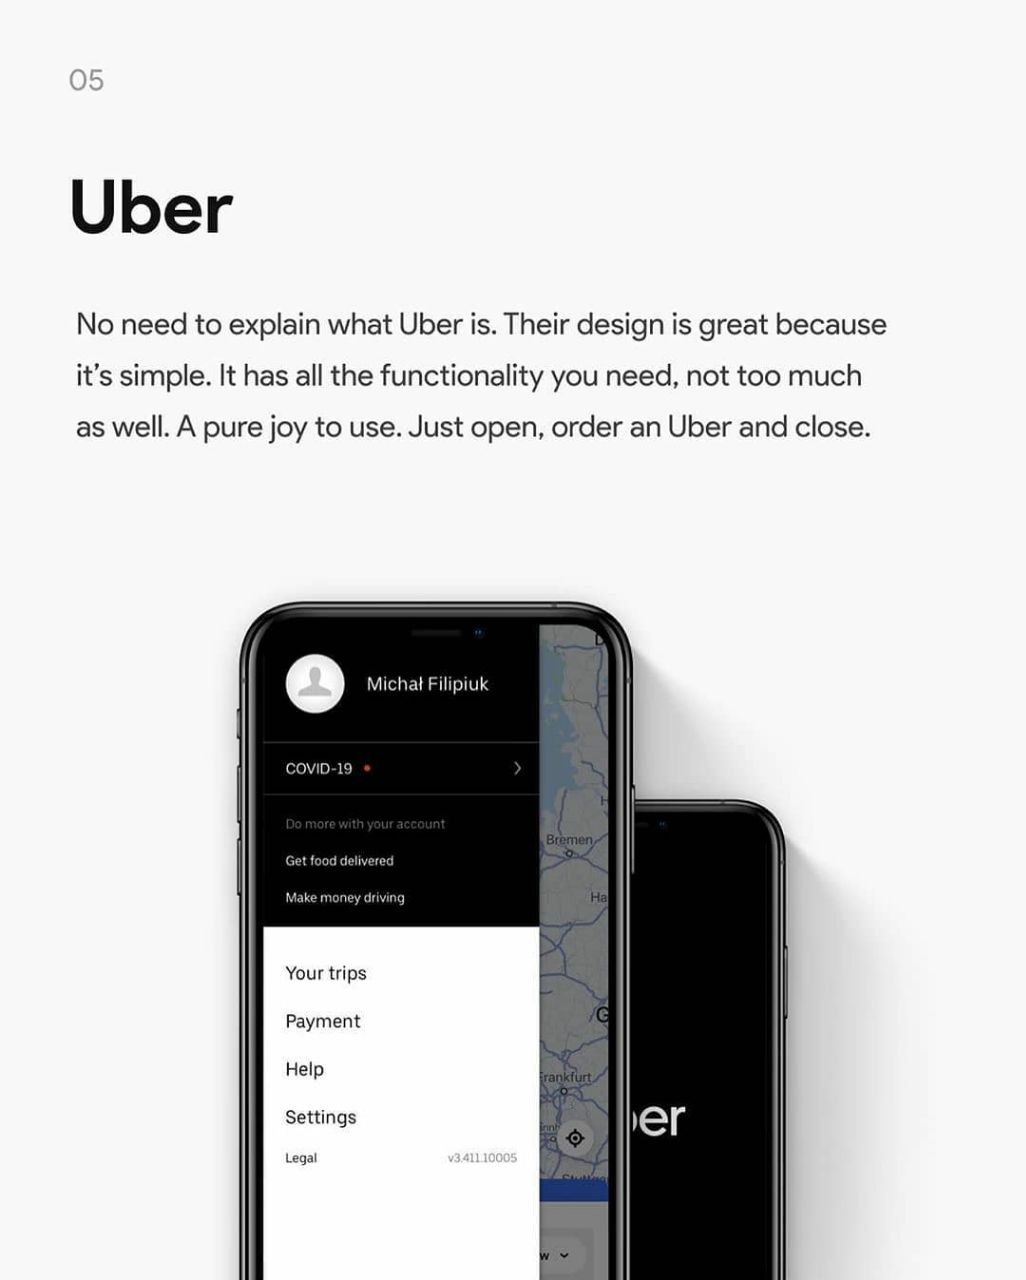 05
Uber
No need to explain what Uber is. Their design is great because
it's simple. It has all the functionality you need, not too much
as well. A pure joy to use. Just open, order an Uber and close.
Michał Filipiuk
COVID-19
Do more with your account
Get food delivered
Make money driving
Your trips
Payment
Help
Settings
Legal v3.411.10005
Bremen
Ha
G
Frankfurt
er
w